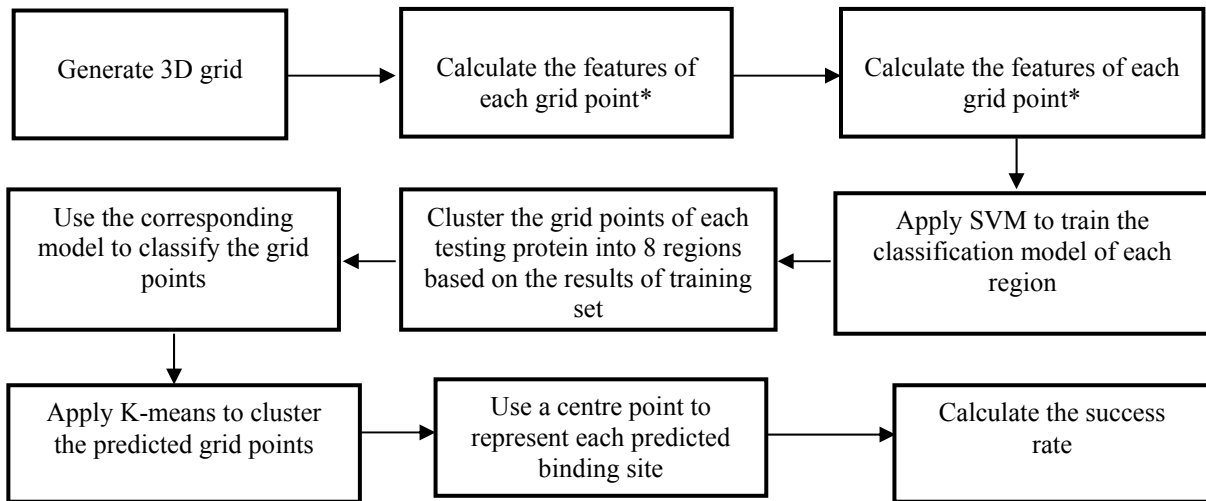 Generate 3D grid
Calculate the features of
each grid point*
Calculate the features of each
grid point*
Use the corresponding
model to classify the grid
points
Cluster the grid points of each
testing protein into 8 regions
based on the results of training
set
Apply SVM to train the
classification model of each
region
Apply K-means to cluster
the predicted grid points
Use a centre point to
represent each predicted
binding site
Calculate the success
rate